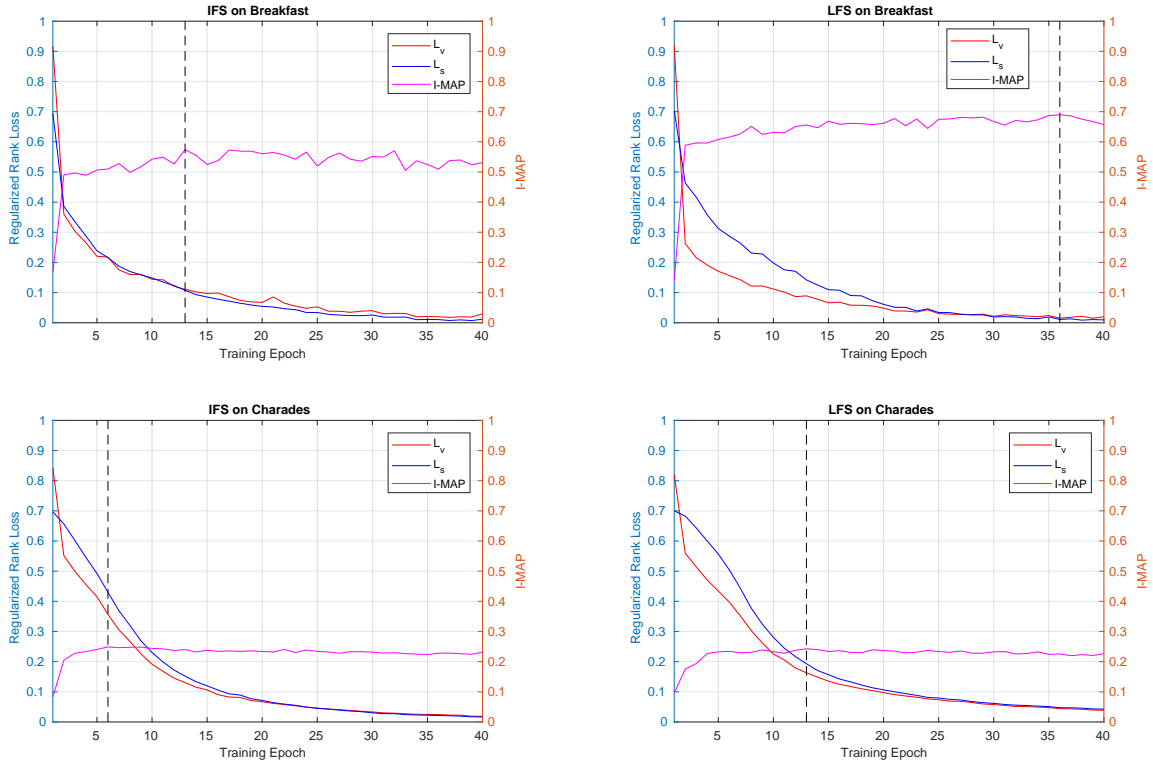 IFS on Breakfast
1
0.9
0.8
0.7
0.6
0.5
0.4
0.3
0.2
0.1
0
Regularized Rank Loss
5 10 15 20 25 30 35 40
Training Epoch
1
0.9
0.8
0.7
0.6
0.5
0.4
0.3
0.2
0.1
0
I-MAP
L_v
L_s
I-MAP
LFS on Breakfast
1
0.9
0.8
0.7
0.6
0.5
0.4
0.3
0.2
0.1
0
Regularized Rank Loss
5 10 15 20 25 30 35 40
Training Epoch
1
0.9
0.8
0.7
0.6
0.5
0.4
0.3
0.2
0.1
0
I-MAP
L_v
L_s
I-MAP
IFS on Charades
1
0.9
0.8
0.7
0.6
0.5
0.4
0.3
0.2
0.1
0
Regularized Rank Loss
5 10 15 20 25 30 35 40
Training Epoch
1
0.9
0.8
0.7
0.6
0.5
0.4
0.3
0.2
0.1
0
I-MAP
L_v
L_s
I-MAP
LFS on Charades
1
0.9
0.8
0.7
0.6
0.5
0.4
0.3
0.2
0.1
0
Regularized Rank Loss
5 10 15 20 25 30 35 40
Training Epoch
1
0.9
0.8
0.7
0.6
0.5
0.4
0.3
0.2
0.1
0
I-MAP
L_v
L_s
I-MAP